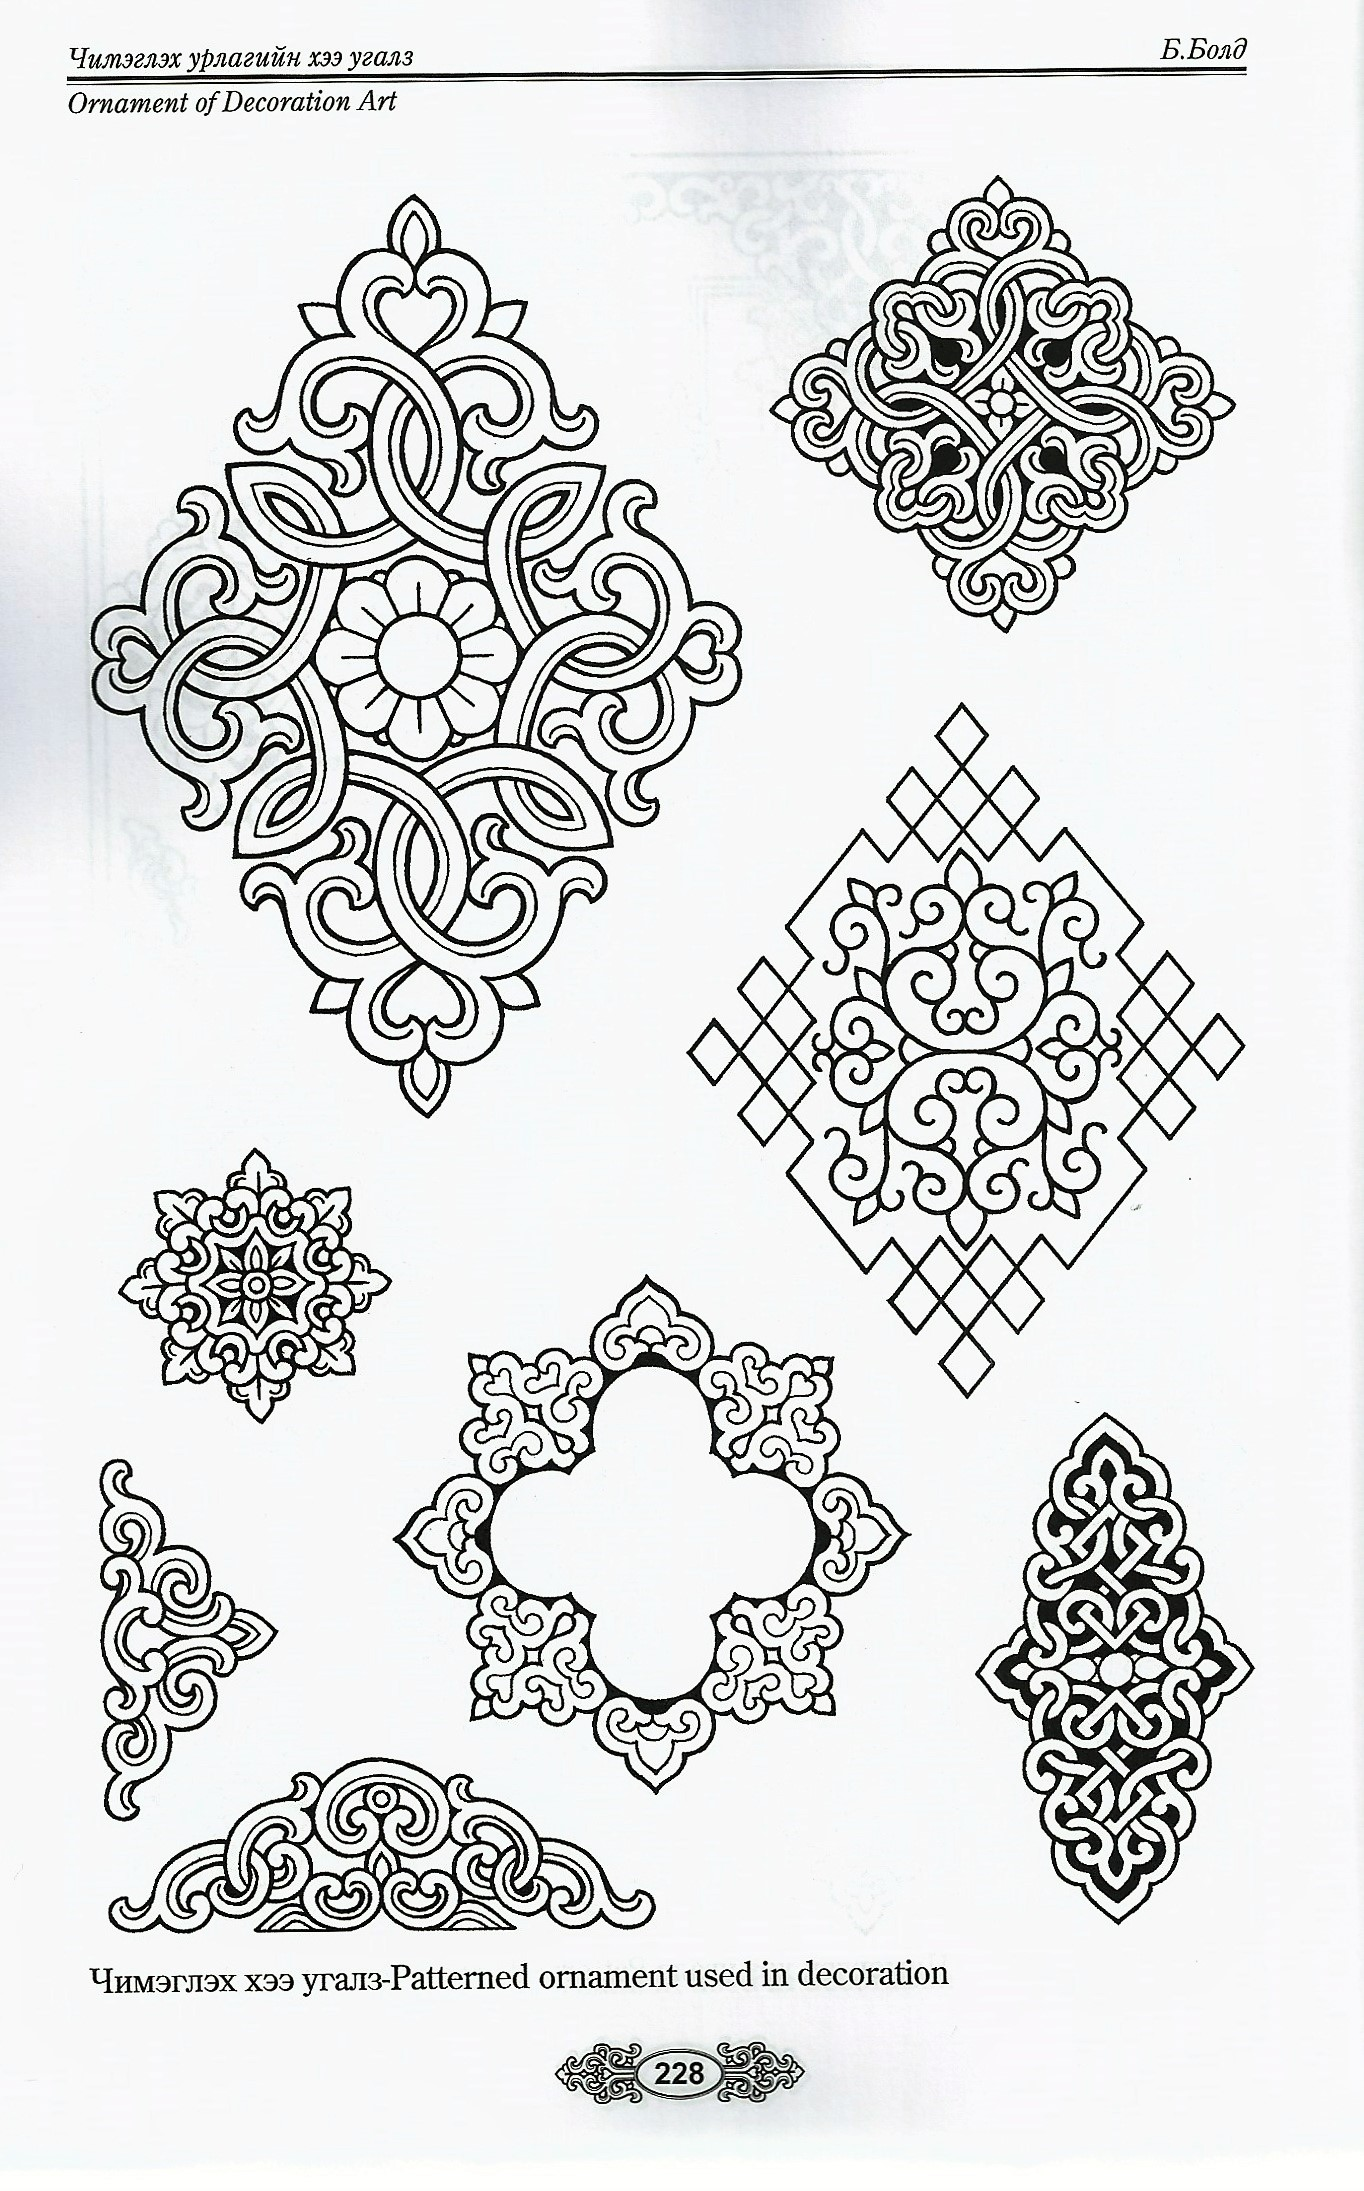 Чимэглэх урлагийн хээ угалз
Б.Болд
Ornament of Decoration Art
Чимэглэх хээ угалз-Patterned ornament used in decoration
228